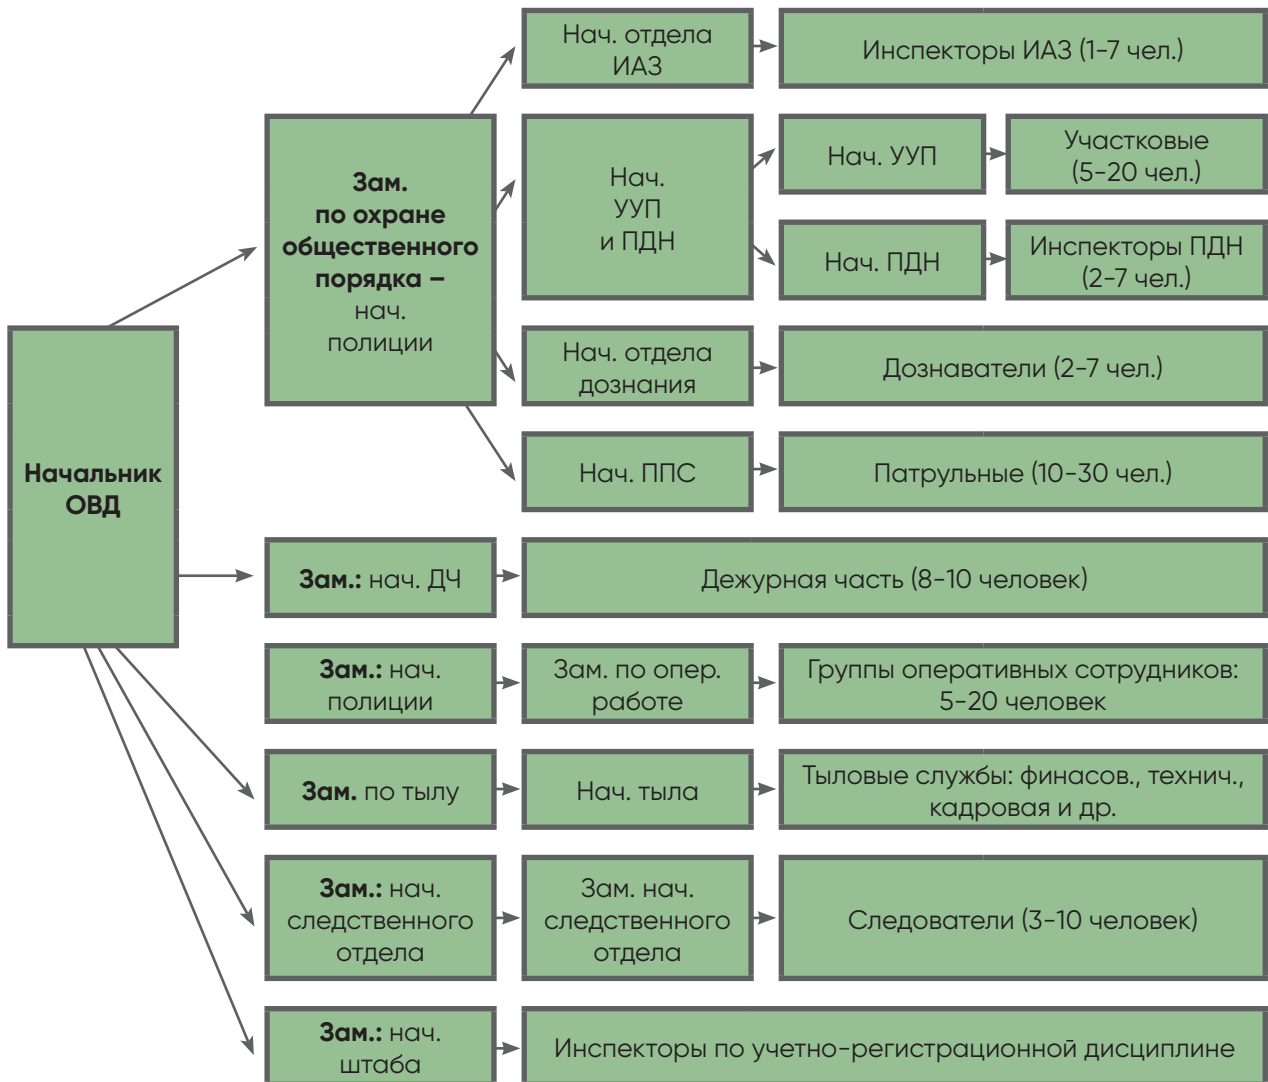 Нач. отдела
ИАЗ
Инспекторы ИАЗ (1-7 чел.)
Зам.
по охране
общественного
порядка –
нач.
полиции
Нач.
УУП
и ПДН
Нач. УУП
Участковые
(5-20 чел.)
Нач. ПДН
Инспекторы ПДН
(2-7 чел.)
Нач. отдела
дознания
Дознаватели (2-7 чел.)
Нач. ППС
Патрульные (10-30 чел.)
Начальник
ОВД
Зам.: нач. ДЧ
Дежурная часть (8-10 человек)
Зам.: нач.
полиции
Зам. по опер.
работе
Группы оперативных сотрудников:
5-20 человек
Зам. по тылу
Нач. тыла
Тыловые службы: финасов., технич.,
кадровая и др.
Зам.: нач.
следственного
отдела
Зам. нач.
следственного
отдела
Следователи (3-10 человек)
Зам.: нач.
штаба
Инспекторы по учетно-регистрационной дисциплине